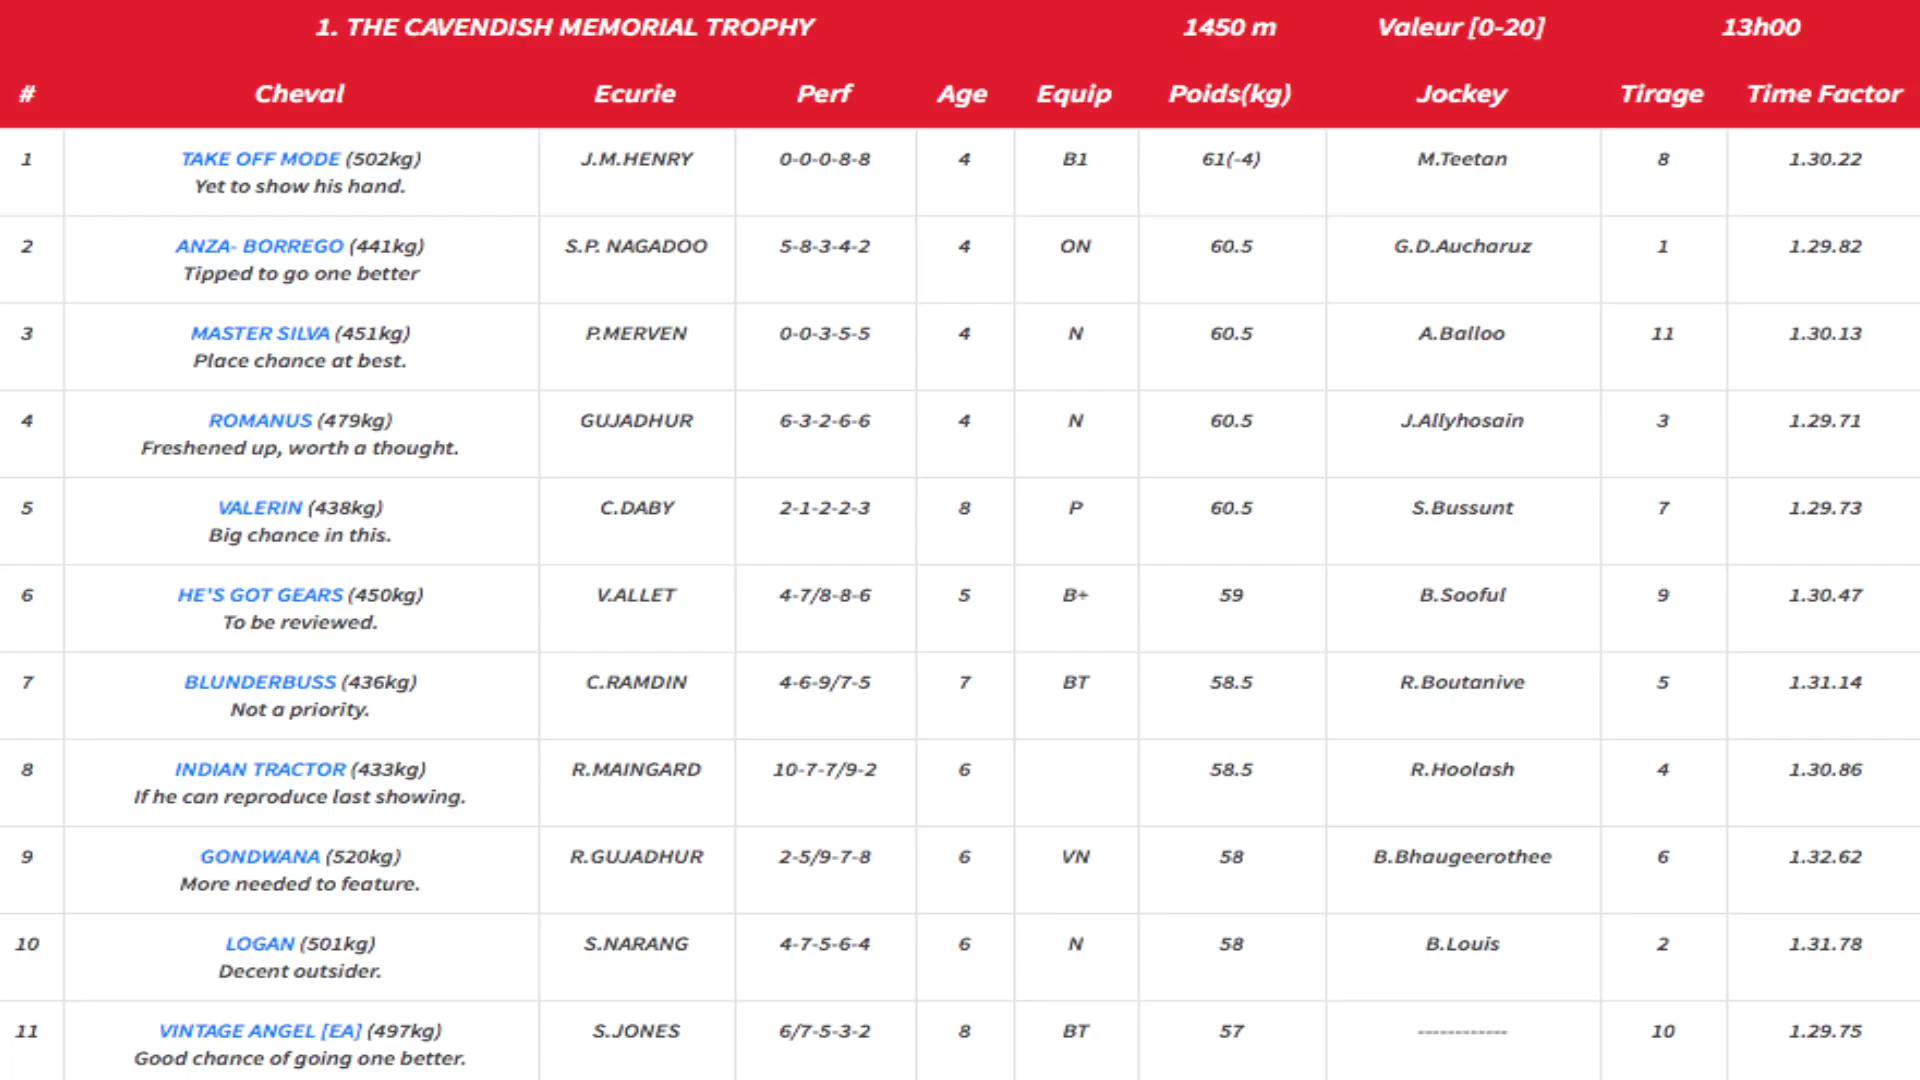 1. THE CAVENDISH MEMORIAL TROPHY 1450 m Valeur [0-20] 13h00
# Cheval Ecurie Perf Age Equip Poids(kg) Jockey Tirage Time Factor
1 TAKE OFF MODE (502kg) J.M.HENRY 0-0-0-8-8 4 B1 61(-4) M.Teetan 8 1.30.22
Yet to show his hand.
2 ANZA- BORREGO (441kg) S.P. NAGADOO 5-8-3-4-2 4 ON 60.5 G.D.Aucharuz 1 1.29.82
Tipped to go one better
3 MASTER SILVA (451kg) P.MERVEN 0-0-3-5-5 4 N 60.5 A.Balloo 11 1.30.13
Place chance at best.
4 ROMANUS (479kg) GUJADHUR 6-3-2-6-6 4 N 60.5 J.Allyhosain 3 1.29.71
Freshened up, worth a thought.
5 VALERIN (438kg) C.DABY 2-1-2-2-3 8 P 60.5 S.Bussunt 7 1.29.73
Big chance in this.
6 HE'S GOT GEARS (450kg) V.ALLET 4-7/8-8-6 5 B+ 59 B.Sooful 9 1.30.47
To be reviewed.
7 BLUNDERBUSS (436kg) C.RAMDIN 4-6-9/7-5 7 BT 58.5 R.Boutanive 5 1.31.14
Not a priority.
8 INDIAN TRACTOR (433kg) R.MAINGARD 10-7-7/9-2 6 58.5 R.Hoolash 4 1.30.86
If he can reproduce last showing.
9 GONDWANA (520kg) R.GUJADHUR 2-5/9-7-8 6 VN 58 B.Bhaugeerothee 6 1.32.62
More needed to feature.
10 LOGAN (501kg) S.NARANG 4-7-5-6-4 6 N 58 B.Louis 2 1.31.78
Decent outsider.
11 VINTAGE ANGEL [EA] (497kg) S.JONES 6/7-5-3-2 8 BT 57 ------------ 10 1.29.75
Good chance of going one better.